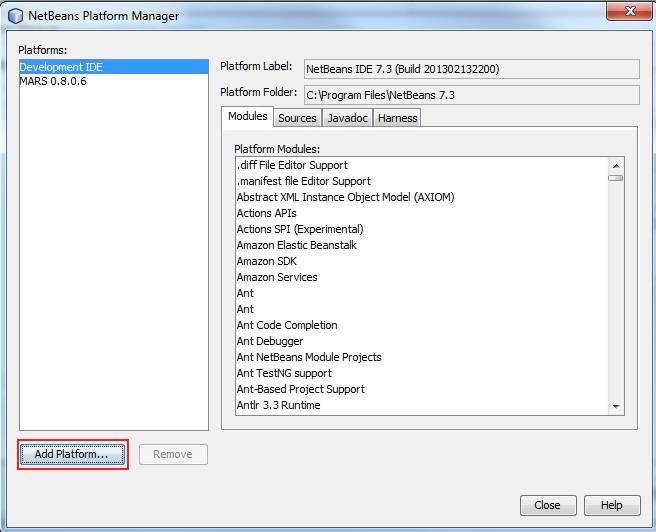 NetBeans Platform Manager
Platforms:
Development IDE
MARS 0.8.0.6
Platform Label: NetBeans IDE 7.3 (Build 201302132200)
Platform Folder: C:\Program Files\NetBeans 7.3
Modules Sources Javadoc Harness
Platform Modules:
.diff File Editor Support
.manifest file Editor Support
Abstract XML Instance Object Model (AXIOM)
Actions APIs
Actions SPI (Experimental)
Amazon Elastic Beanstalk
Amazon SDK
Amazon Services
Ant
Ant
Ant Code Completion
Ant Debugger
Ant NetBeans Module Projects
Ant TestNG support
Ant-Based Project Support
Antlr 3.3 Runtime
Add Platform... Remove
Close Help